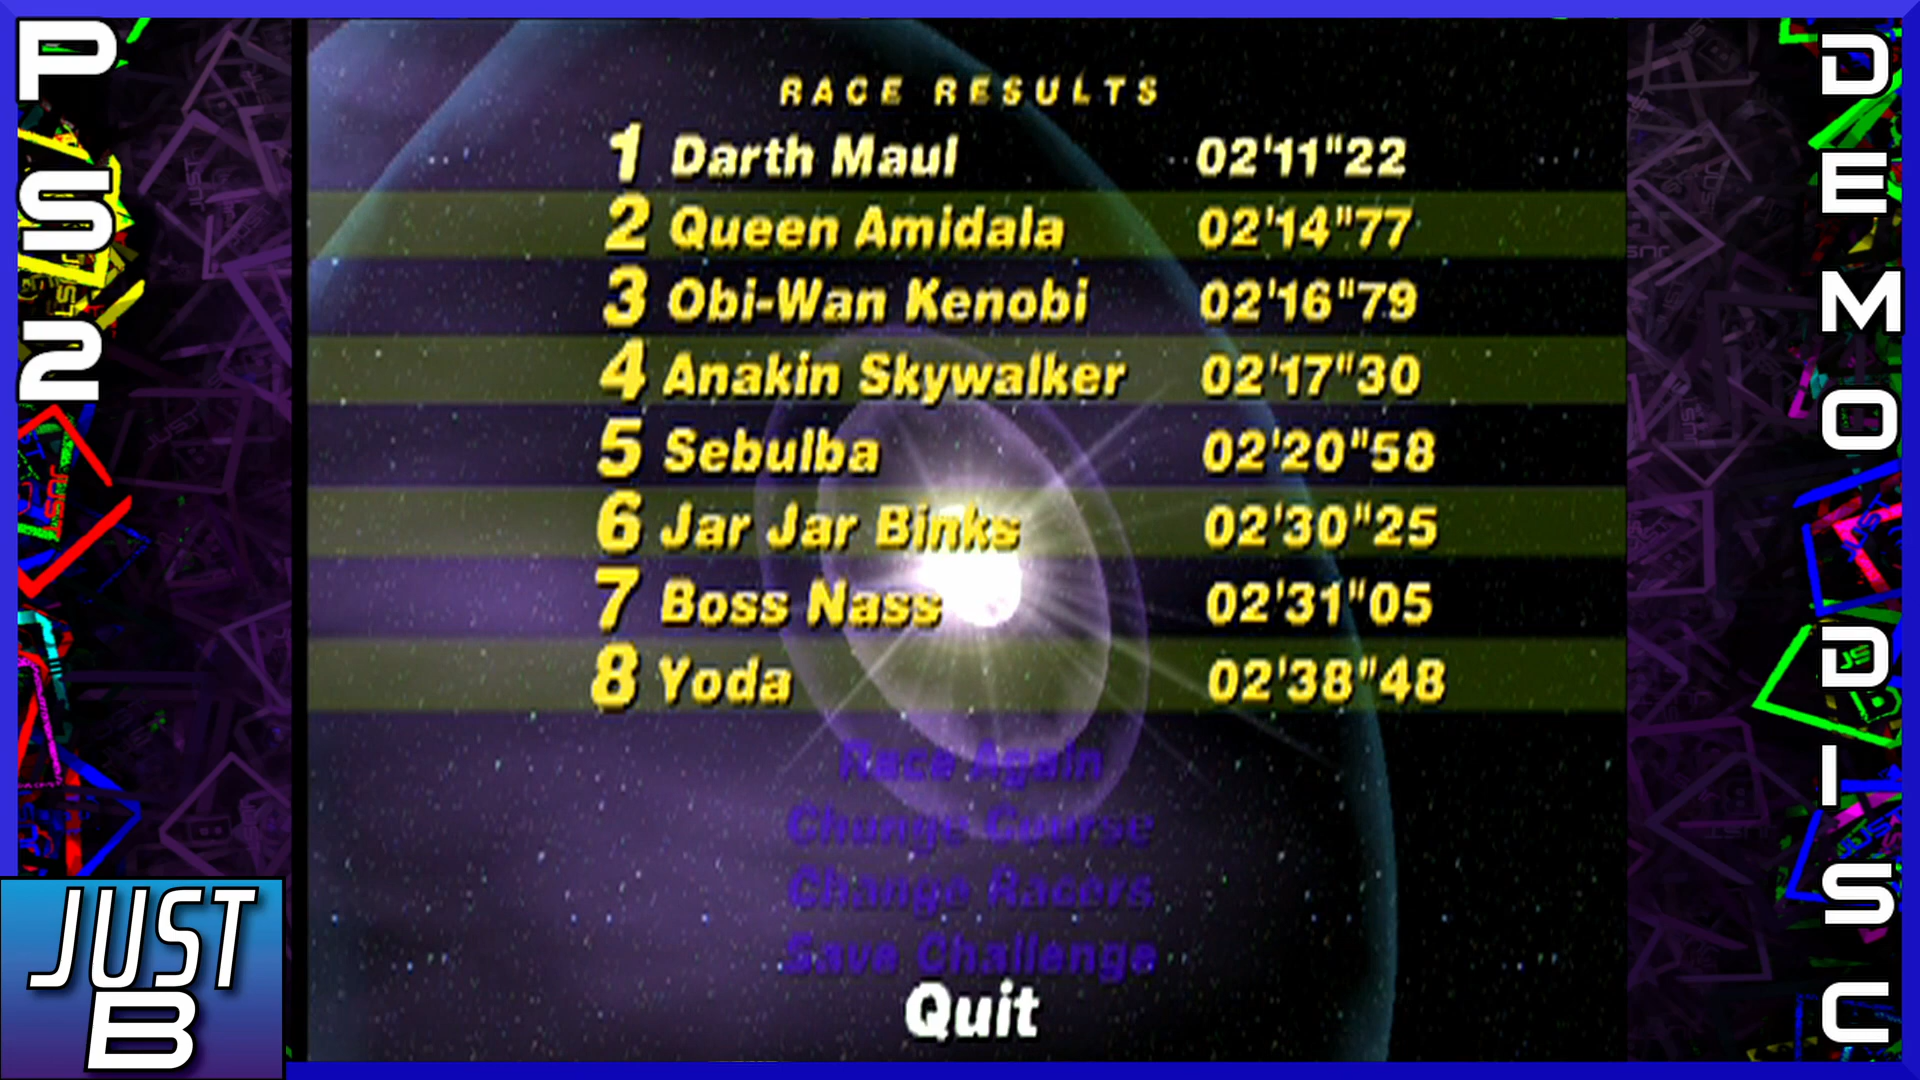 PS2
RACE RESULTS
1 Darth Maul 02'11"22
2 Queen Amidala 02'14"77
3 Obi-Wan Kenobi 02'16"79
4 Anakin Skywalker 02'17"30
5 Sebulba 02'20"58
6 Jar Jar Binks 02'30"25
7 Boss Nass 02'31"05
8 Yoda 02'38"48
Race Again
Change Course
Change Racers
Save Challenge
Quit
DEMO DISC
JUST
B